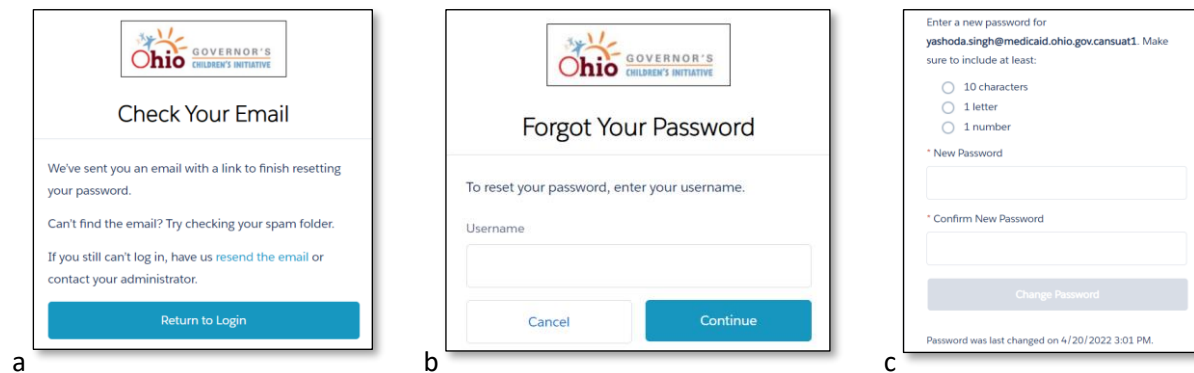 Ohio GOVERNOR'S
CHILDREN'S INITIATIVE
Check Your Email
We've sent you an email with a link to finish resetting
your password.
Can't find the email? Try checking your spam folder.
If you still can't log in, have us resend the email or
contact your administrator.
Return to Login
a
Ohio GOVERNOR'S
CHILDREN'S INITIATIVE
Forgot Your Password
To reset your password, enter your username.
Username
Cancel Continue
b
Enter a new password for
yashoda.singh@medicaid.ohio.gov.cansuat1. Make
sure to include at least:
10 characters
1 letter
1 number
* New Password
* Confirm New Password
Change Password
Password was last changed on 4/20/2022 3:01 PM.
c